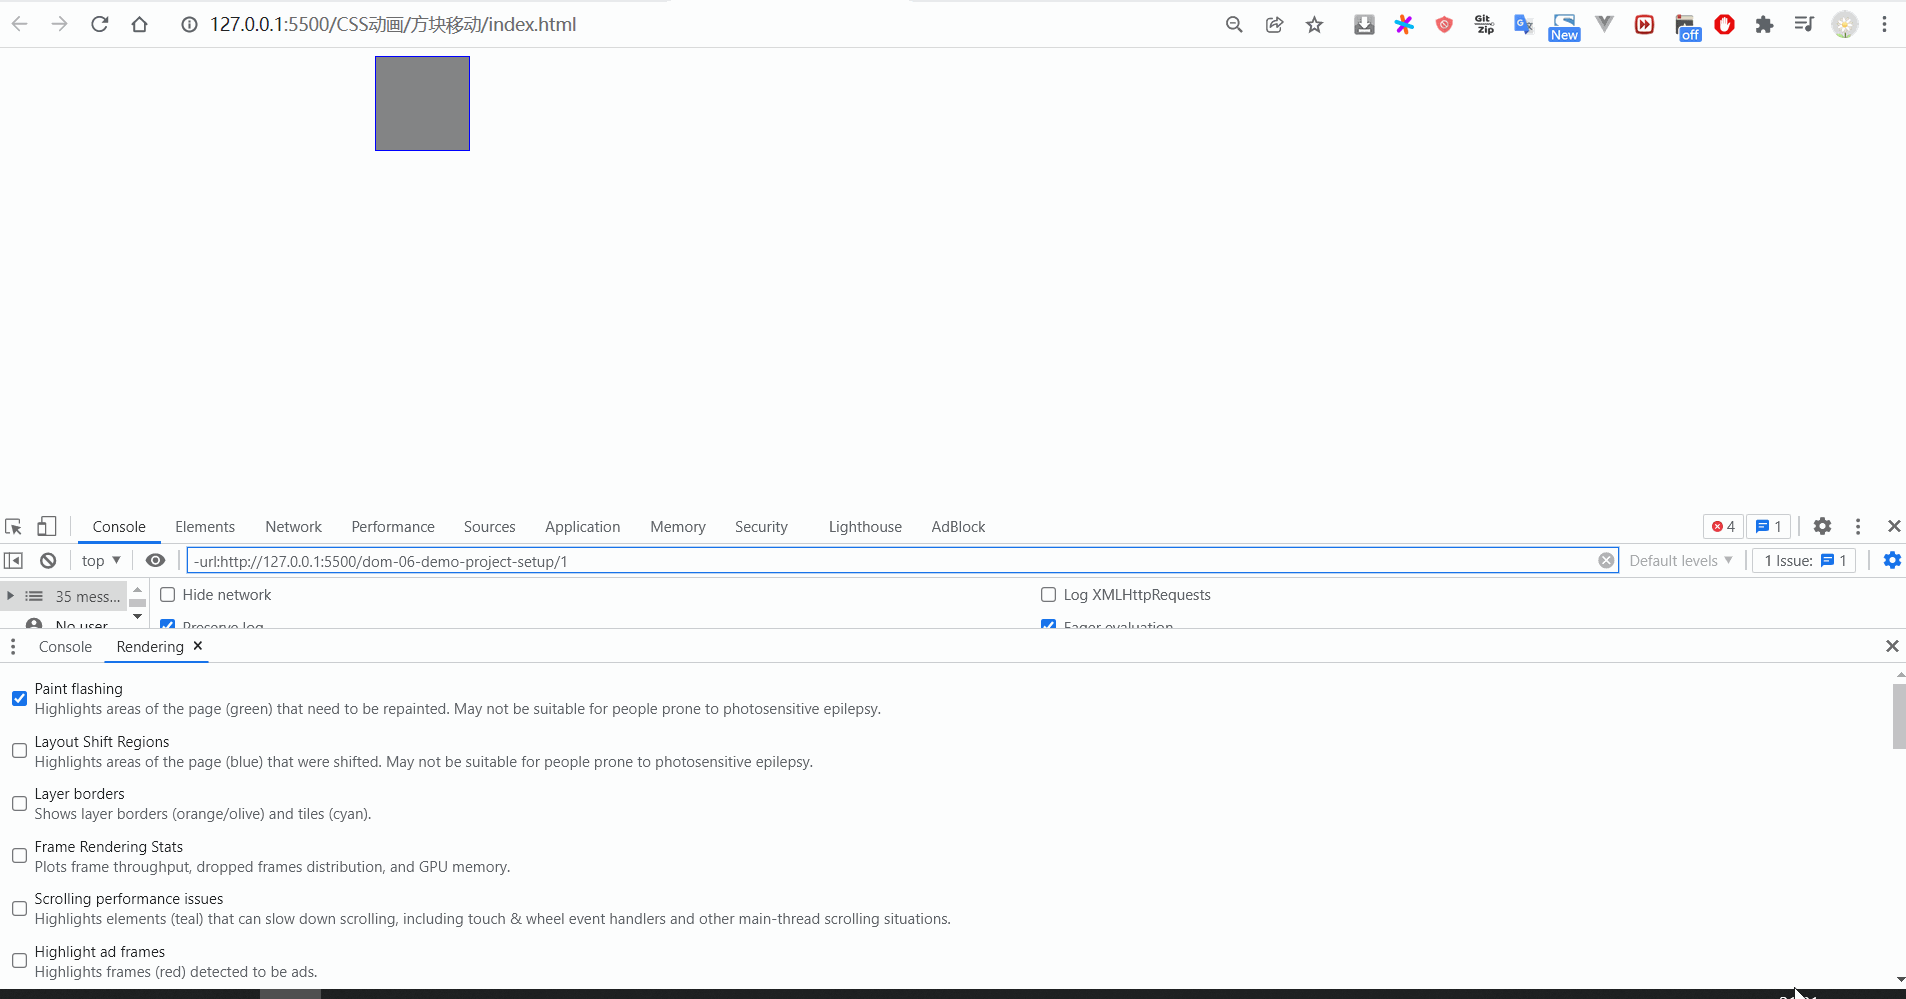 127.0.0.1:5500/CSS动画/方块移动/index.html
Git Zip
G
New
off
Console Elements Network Performance Sources Application Memory Security Lighthouse AdBlock 4 1
top -url:http://127.0.0.1:5500/dom-06-demo-project-setup/1 Default levels 1 Issue: 1
35 mess... Hide network Log XMLHttpRequests
No user Preserve log Eager evaluation
Console Rendering
Paint flashing
Highlights areas of the page (green) that need to be repainted. May not be suitable for people prone to photosensitive epilepsy.
Layout Shift Regions
Highlights areas of the page (blue) that were shifted. May not be suitable for people prone to photosensitive epilepsy.
Layer borders
Shows layer borders (orange/olive) and tiles (cyan).
Frame Rendering Stats
Plots frame throughput, dropped frames distribution, and GPU memory.
Scrolling performance issues
Highlights elements (teal) that can slow down scrolling, including touch & wheel event handlers and other main-thread scrolling situations.
Highlight ad frames
Highlights frames (red) detected to be ads.